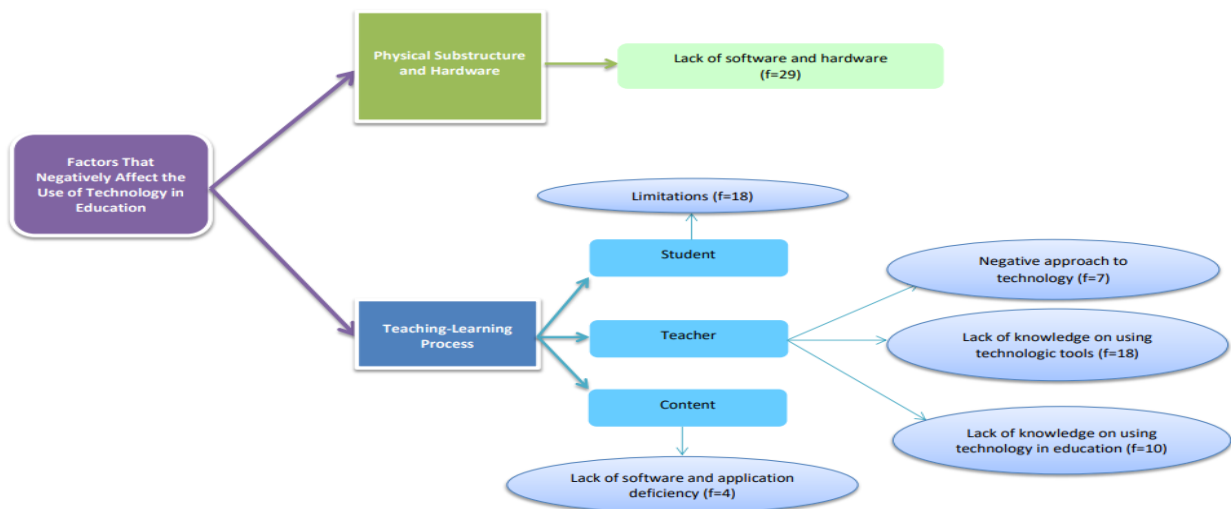 Physical Substructure
and Hardware
Lack of software and hardware
(f=29)
Factors That
Negatively Affect the
Use of Technology in
Education
Limitations (f=18)
Student
Negative approach to
technology (f=7)
Teaching-Learning
Process
Teacher
Lack of knowledge on using
technologic tools (f=18)
Content
Lack of knowledge on using
technology in education (f=10)
Lack of software and application
deficiency (f=4)